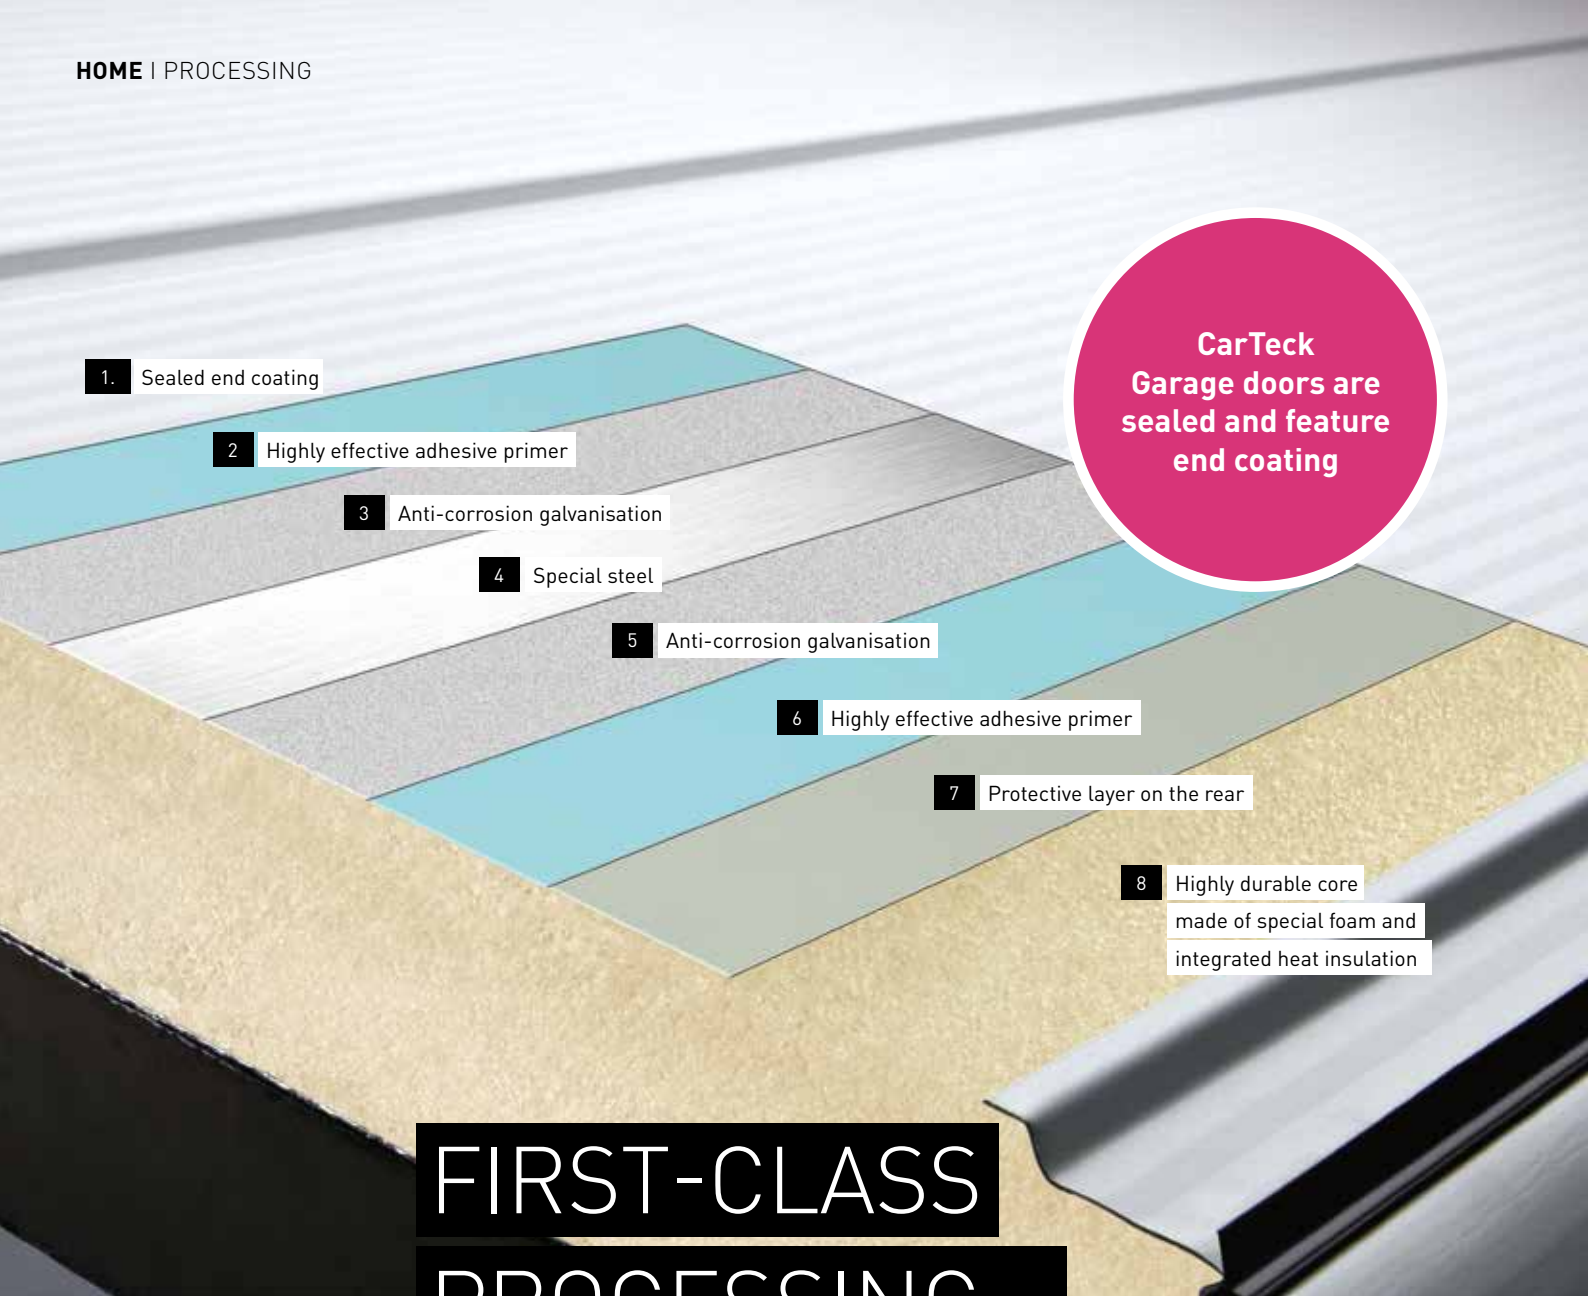 HOME I PROCESSING
CarTeck
Garage doors are
sealed and feature
end coating
1. Sealed end coating
2 Highly effective adhesive primer
3 Anti-corrosion galvanisation
4 Special steel
5 Anti-corrosion galvanisation
6 Highly effective adhesive primer
7 Protective layer on the rear
8 Highly durable core
made of special foam and
integrated heat insulation
FIRST-CLASS
PROCESSING